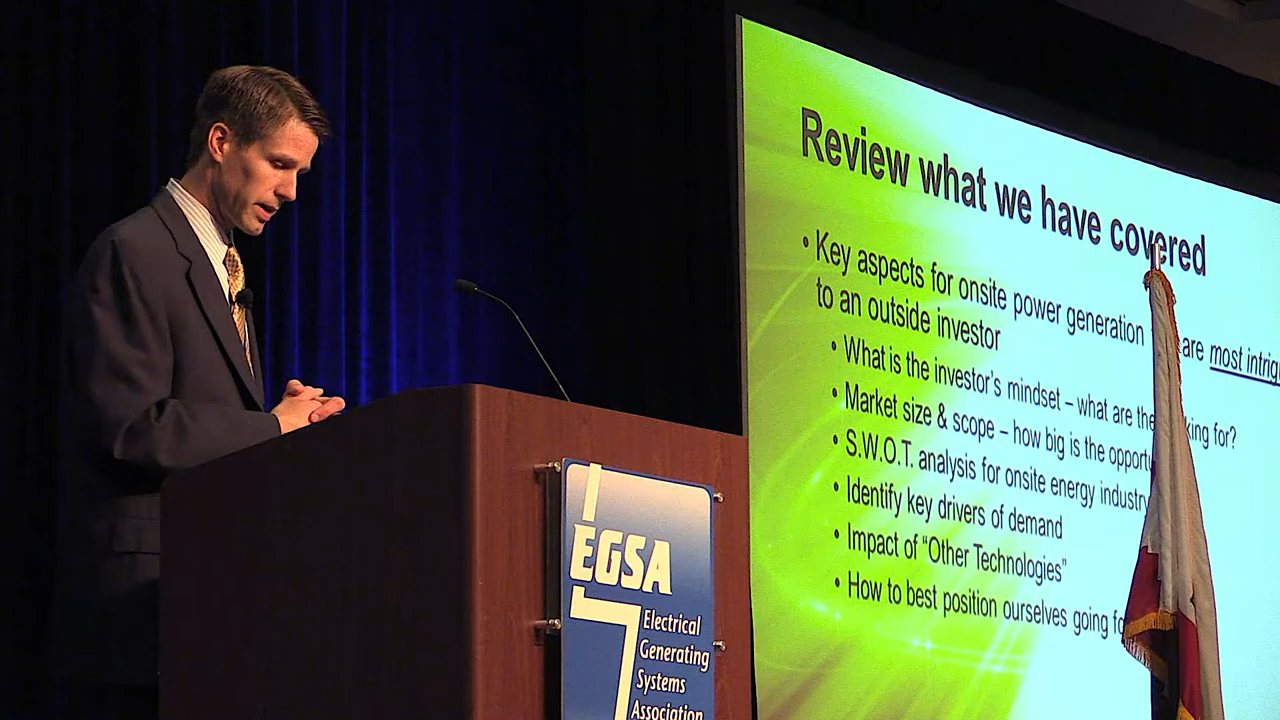 Review what we have covered
• Key aspects for onsite power generation are most intrig
to an outside investor
• What is the investor's mindset – what are the king for?
• Market size & scope – how big is the opportu
• S.W.O.T. analysis for onsite energy industry
• Identify key drivers of demand
• Impact of "Other Technologies"
• How to best position ourselves going fo
EGSA
Electrical
Generating
Systems
Association